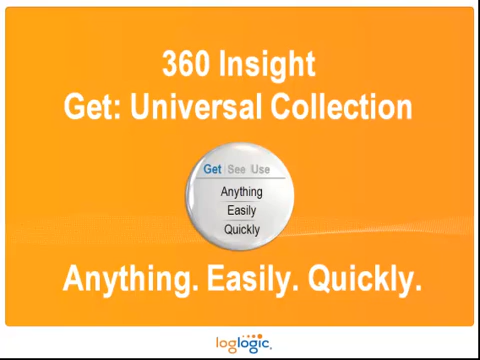 360 Insight
Get: Universal Collection
Get | See Use
Anything
Easily
Quickly
Anything. Easily. Quickly.
loglogic